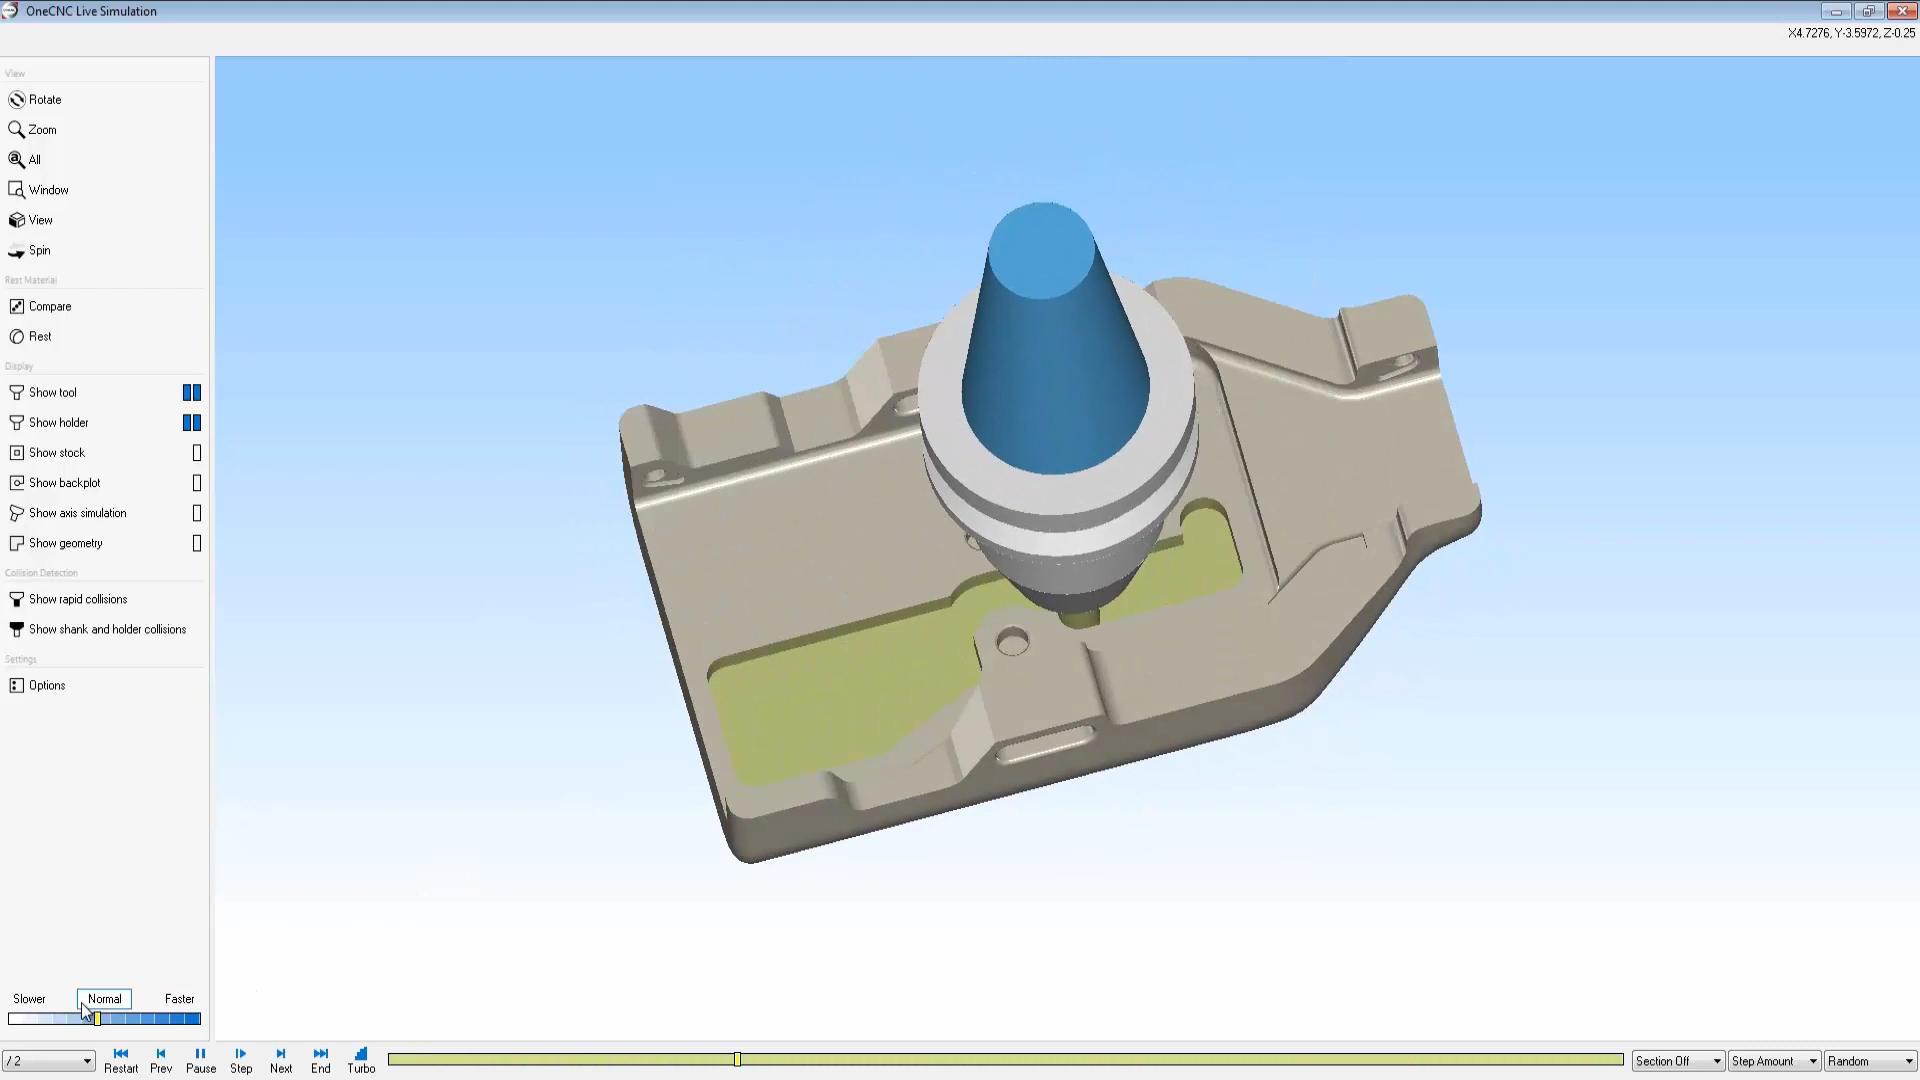 OneCNC Live Simulation
X4.7276, Y-3.5972, Z-0.25
View
Rotate
Zoom
All
Window
View
Spin
Rest Material
Compare
Rest
Display
Show tool
Show holder
Show stock
Show backplot
Show axis simulation
Show geometry
Collision Detection
Show rapid collisions
Show shank and holder collisions
Settings
Options
Slower Normal Faster
/ 2
Restart Prev Pause Step Next End Turbo
Section Off
Step Amount
Random